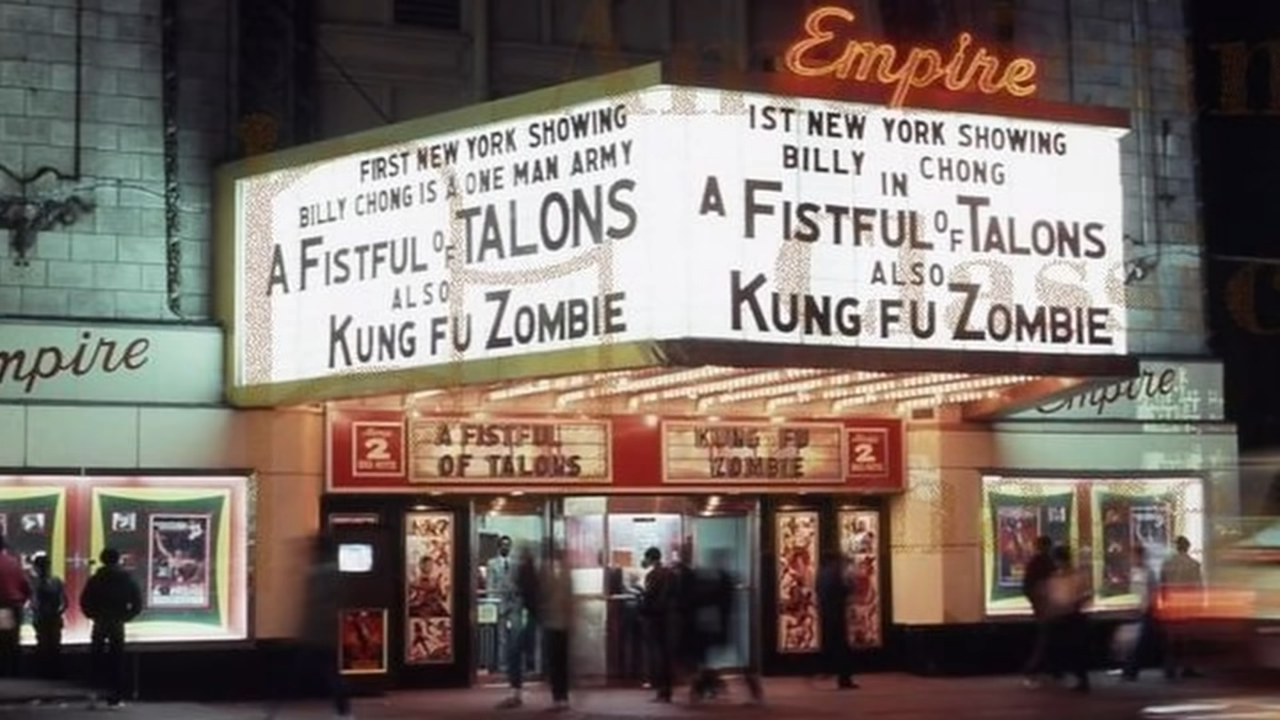 Empire
FIRST NEW YORK SHOWING
BILLY CHONG IS A ONE MAN ARMY
A FISTFUL OF TALONS
ALSO
KUNG FU ZOMBIE
1ST NEW YORK SHOWING
BILLY CHONG
IN
A FISTFUL OF TALONS
ALSO
KUNG FU ZOMBIE
mpire
Empire
2
A FISTFUL
OF TALONS
KUNG FU
ZOMBIE
2